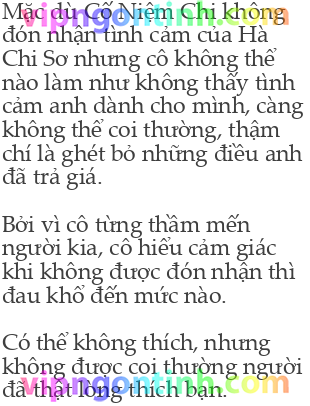 Mặc dù Cố Niệm Chi không
đón nhận tình cảm của Hà
Chi Sơ nhưng cô không thể
nào làm như không thấy tình
cảm anh dành cho mình, càng
không thể coi thường, thậm
chí là ghét bỏ những điều anh
đã trả giá.
Bởi vì cô từng thầm mến
người kia, cô hiểu cảm giác
khi không được đón nhận thì
đau khổ đến mức nào.
Có thể không thích, nhưng
không được coi thường người
đã thật lòng thích bạn.
vipngontinh.com
vipngontinh.com